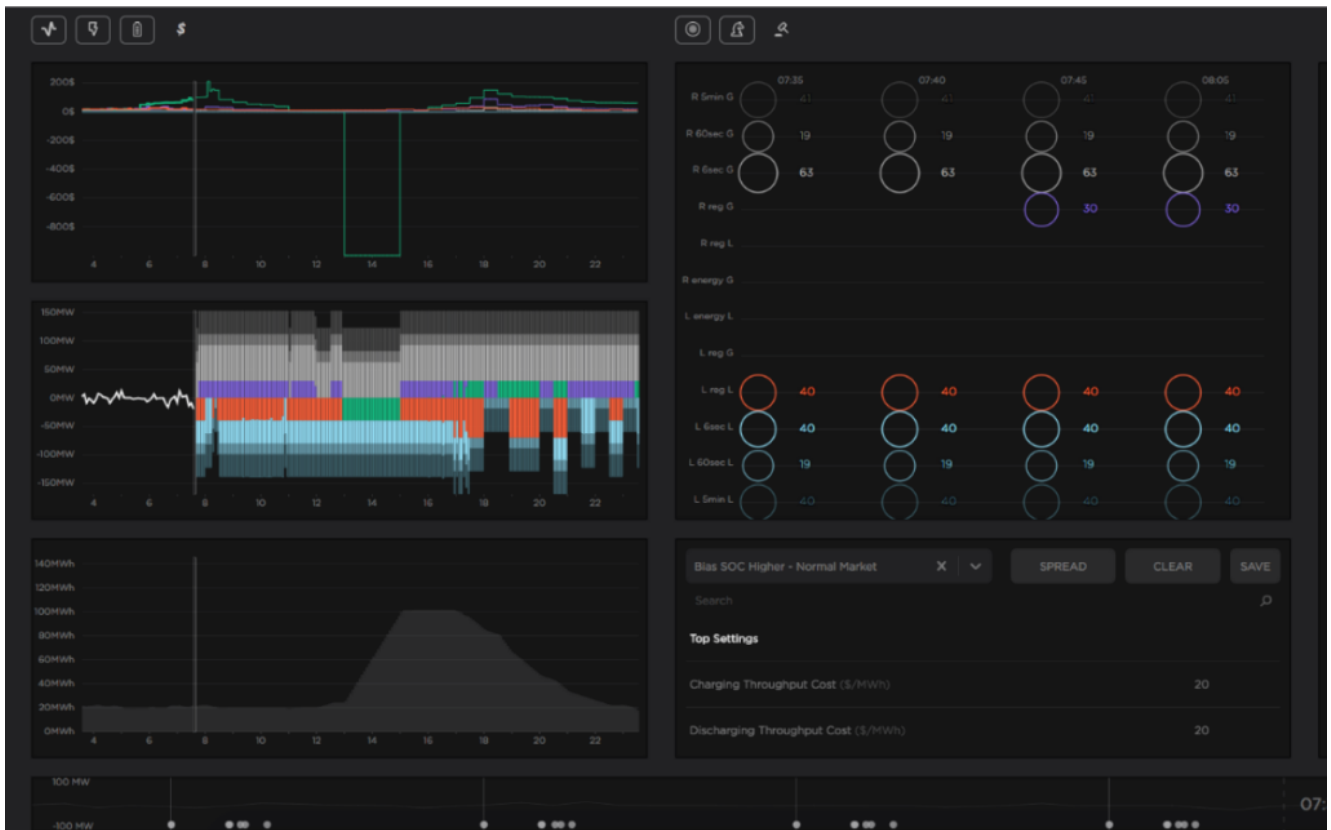 $
200$
0$
-200$
-400$
-600$
-800$
4 6 8 10 12 14 16 18 20 22
150MW
100MW
50MW
0MW
-50MW
-100MW
-150MW
4 6 8 10 12 14 16 18 20 22
140MWh
120MWh
100MWh
80MWh
60MWh
40MWh
20MWh
0MWh
4 6 8 10 12 14 16 18 20 22
07:35 07:40 07:45 08:05
R 5min G 41 41 41 41
R 60sec G 19 19 19 19
R 6sec G 63 63 63 63
R reg G 30 30
R reg L
R energy G
L energy L
L reg G
L reg L 40 40 40 40
L 6sec L 40 40 40 40
L 60sec L 19 19 19 19
L 5min L 40 40 40 40
Bias SOC Higher - Normal Market X SPREAD CLEAR SAVE
Search
Top Settings
Charging Throughput Cost ($/MWh) 20
Discharging Throughput Cost ($/MWh) 20
100 MW
07:
-100 MW